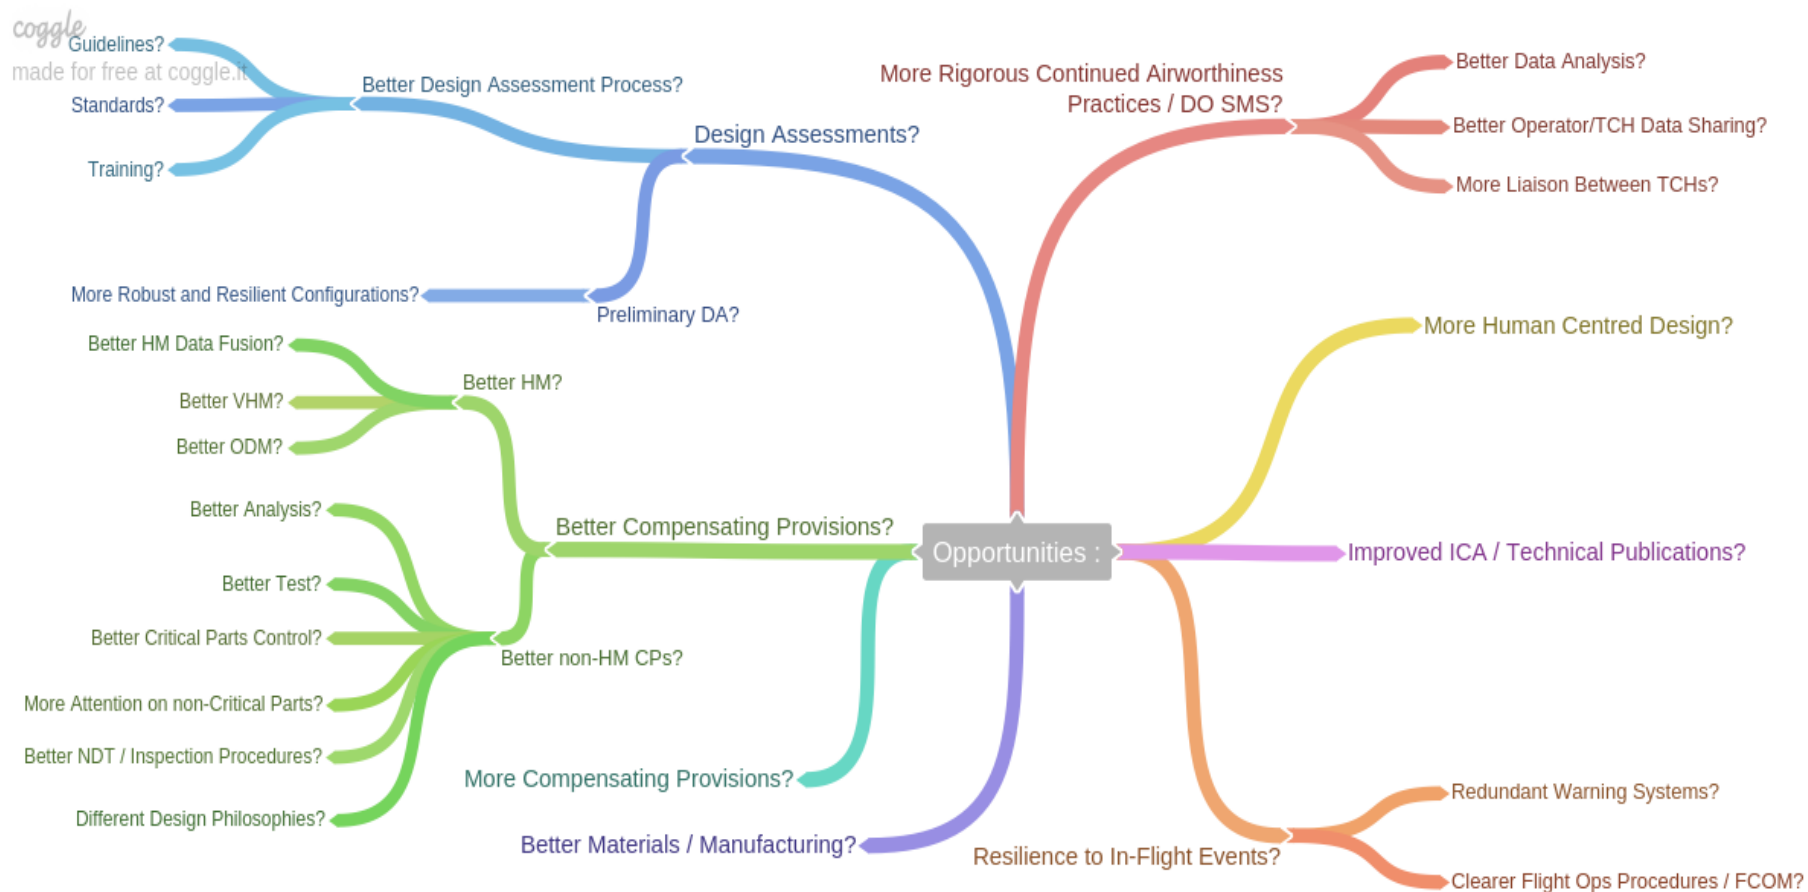 coggle
made for free at coggle.it
Guidelines?
Standards?
Training?
Better Design Assessment Process?
Design Assessments?
More Robust and Resilient Configurations?
Preliminary DA?
Better HM Data Fusion?
Better VHM?
Better ODM?
Better HM?
Better Analysis?
Better Test?
Better Critical Parts Control?
More Attention on non-Critical Parts?
Better NDT / Inspection Procedures?
Different Design Philosophies?
Better non-HM CPs?
Better Compensating Provisions?
More Compensating Provisions?
Better Materials / Manufacturing?
Opportunities :
More Rigorous Continued Airworthiness
Practices / DO SMS?
Better Data Analysis?
Better Operator/TCH Data Sharing?
More Liaison Between TCHs?
More Human Centred Design?
Improved ICA / Technical Publications?
Resilience to In-Flight Events?
Redundant Warning Systems?
Clearer Flight Ops Procedures / FCOM?